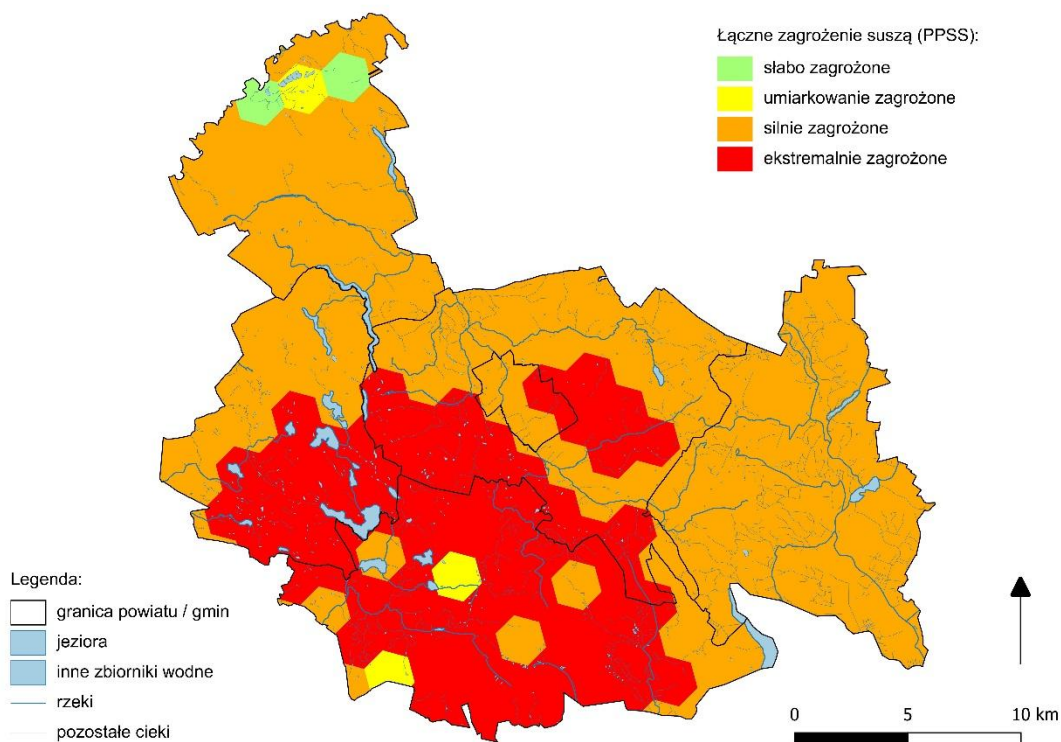 Łączne zagrożenie suszą (PPSS):
słabo zagrożone
umiarkowanie zagrożone
silnie zagrożone
ekstremalnie zagrożone
Legenda:
granica powiatu / gmin
jeziora
inne zbiorniki wodne
rzeki
pozostałe cieki
0 5 10 km